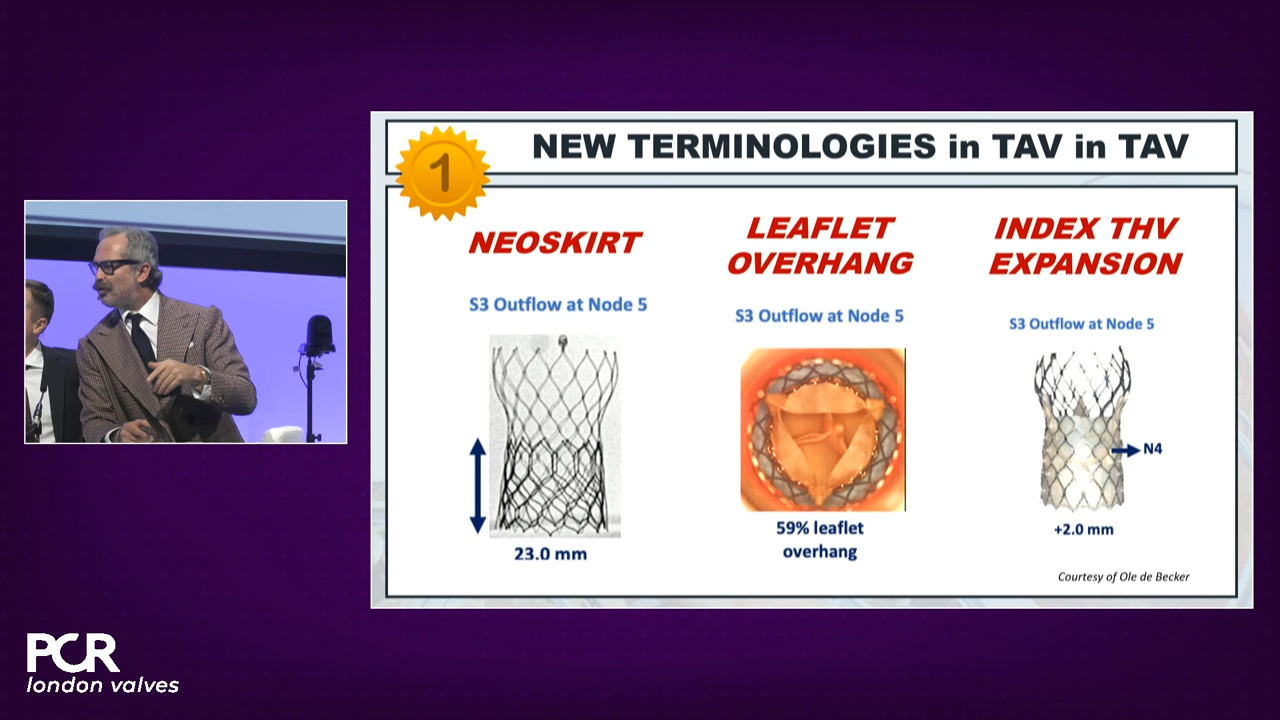 1
NEW TERMINOLOGIES in TAV in TAV
NEOSKIRT
S3 Outflow at Node 5
23.0 mm
LEAFLET
OVERHANG
S3 Outflow at Node 5
59% leaflet
overhang
INDEX THV
EXPANSION
S3 Outflow at Node 5
N4
+2.0 mm
Courtesy of Ole de Becker
PCR
london valves